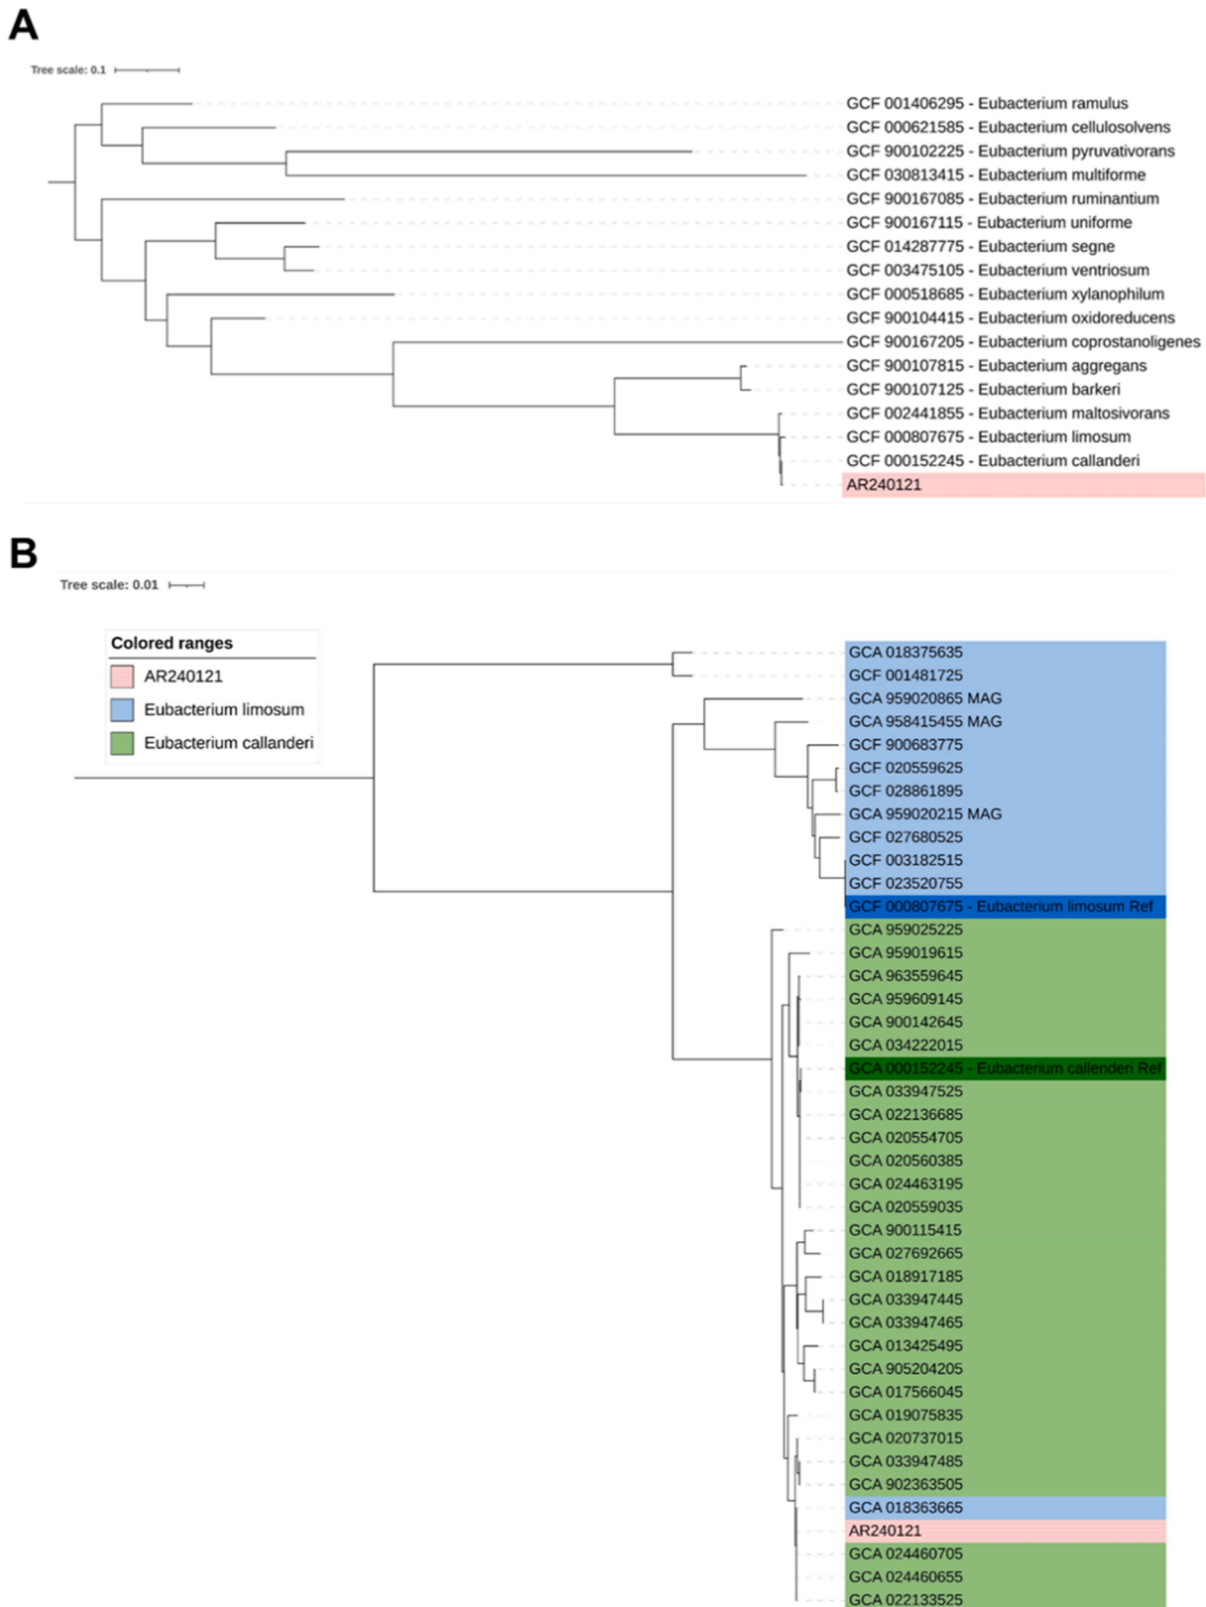 A
Tree scale: 0.1
GCF 001406295 - Eubacterium ramulus
GCF 000621585 - Eubacterium cellulosolvens
GCF 900102225 - Eubacterium pyruvativorans
GCF 030813415 - Eubacterium multiforme
GCF 900167085 - Eubacterium ruminantium
GCF 900167115 - Eubacterium uniforme
GCF 014287775 - Eubacterium segne
GCF 003475105 - Eubacterium ventriosum
GCF 000518685 - Eubacterium xylanophilum
GCF 900104415 - Eubacterium oxidoreducens
GCF 900167205 - Eubacterium coprostanoligenes
GCF 900107815 - Eubacterium aggregans
GCF 900107125 - Eubacterium barkeri
GCF 002441855 - Eubacterium maltosivorans
GCF 000807675 - Eubacterium limosum
GCF 000152245 - Eubacterium callanderi
AR240121
B
Tree scale: 0.01
Colored ranges
AR240121
Eubacterium limosum
Eubacterium callanderi
GCA 018375635
GCF 001481725
GCA 959020865 MAG
GCA 958415455 MAG
GCF 900683775
GCF 020559625
GCF 028861895
GCA 959020215 MAG
GCF 027680525
GCF 003182515
GCF 023520755
GCF 000807675 - Eubacterium limosum Ref
GCA 959025225
GCA 959019615
GCA 963559645
GCA 959609145
GCA 900142645
GCA 034222015
GCA 000152245 - Eubacterium callenderi Ref
GCA 033947525
GCA 022136685
GCA 020554705
GCA 020560385
GCA 024463195
GCA 020559035
GCA 900115415
GCA 027692665
GCA 018917185
GCA 033947445
GCA 033947465
GCA 013425495
GCA 905204205
GCA 017566045
GCA 019075835
GCA 020737015
GCA 033947485
GCA 902363505
GCA 018363665
AR240121
GCA 024460705
GCA 024460655
GCA 022133525